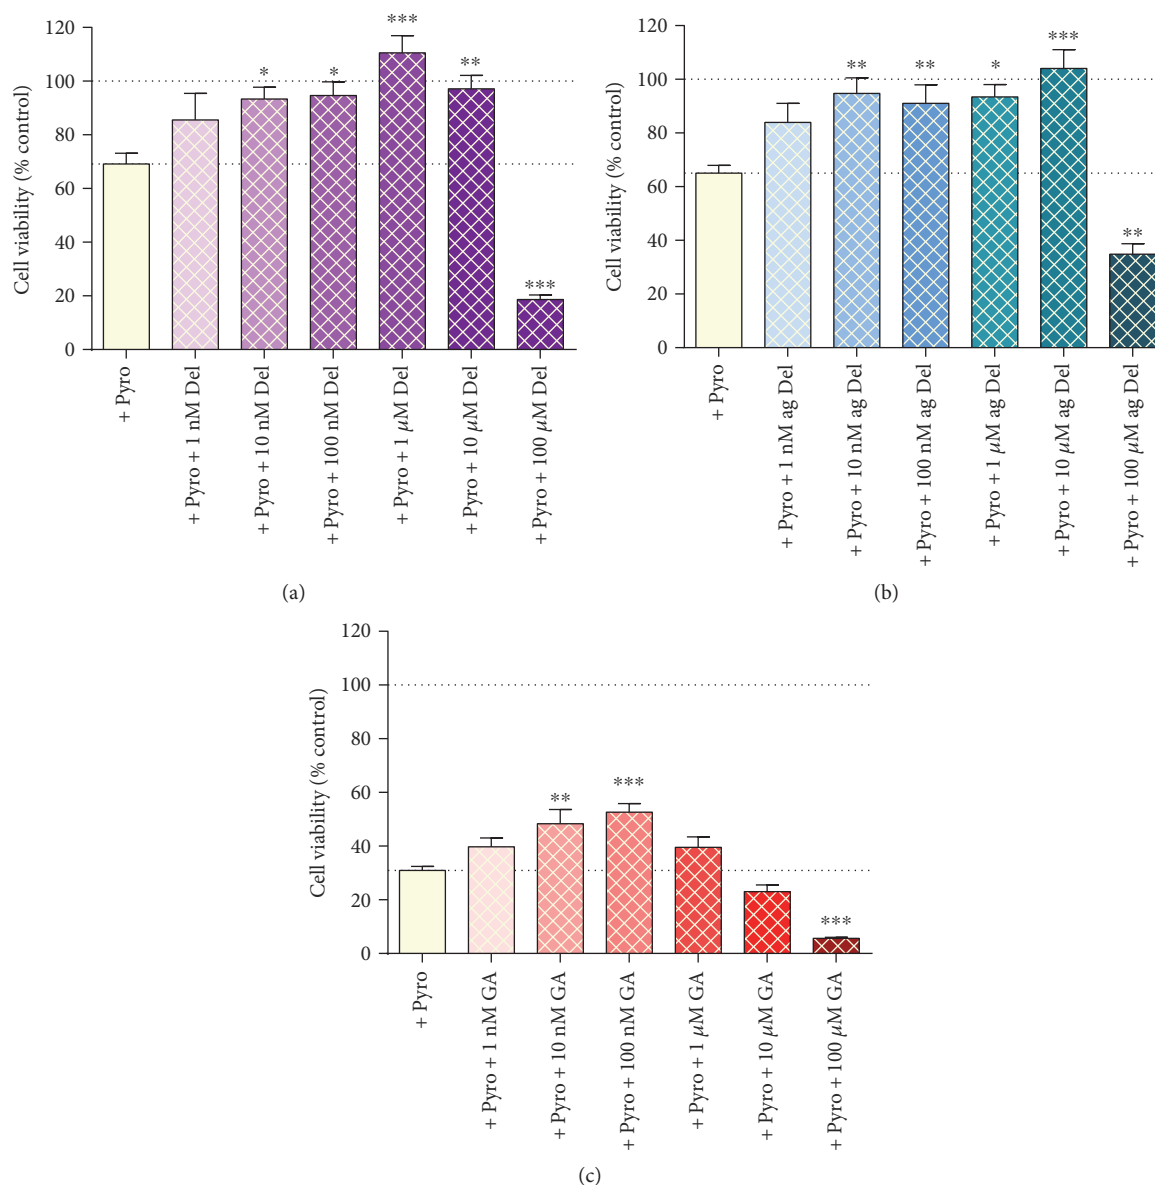 Cell viability (% control)
120
100
80
60
40
20
0
*
*
***
**
***
+ Pyro
+ Pyro + 1 nM Del
+ Pyro + 10 nM Del
+ Pyro + 100 nM Del
+ Pyro + 1 μM Del
+ Pyro + 10 μM Del
+ Pyro + 100 μM Del
(a)
Cell viability (% control)
120
100
80
60
40
20
0
**
**
*
***
**
+ Pyro
+ Pyro + 1 nM ag Del
+ Pyro + 10 nM ag Del
+ Pyro + 100 nM ag Del
+ Pyro + 1 μM ag Del
+ Pyro + 10 μM ag Del
+ Pyro + 100 μM ag Del
(b)
Cell viability (% control)
120
100
80
60
40
20
0
**
***
***
+ Pyro
+ Pyro + 1 nM GA
+ Pyro + 10 nM GA
+ Pyro + 100 nM GA
+ Pyro + 1 μM GA
+ Pyro + 10 μM GA
+ Pyro + 100 μM GA
(c)